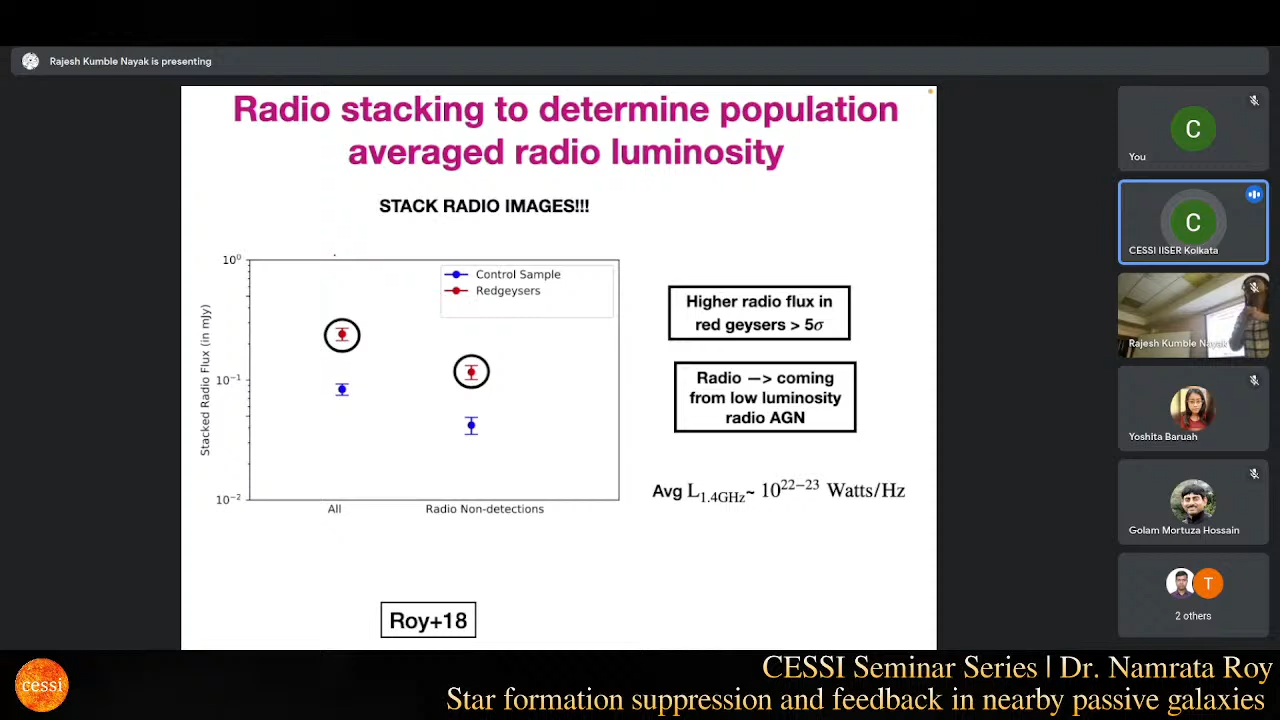 Rajesh Kumble Nayak is presenting
Radio stacking to determine population
averaged radio luminosity
STACK RADIO IMAGES!!!
10⁰
10⁻¹
10⁻²
Stacked Radio Flux (in mJy)
Control Sample
Redgeysers
All
Radio Non-detections
Higher radio flux in
red geysers > 5σ
Radio —> coming
from low luminosity
radio AGN
Avg L₁.₄GHz~ 10²²⁻²³ Watts/Hz
Roy+18
C
You
C
CESSI IISER Kolkata
Rajesh Kumble Nayak
Yoshita Baruah
Golam Mortuza Hossain
T
2 others
cessi
CESSI Seminar Series | Dr. Namrata Roy
Star formation suppression and feedback in nearby passive galaxies